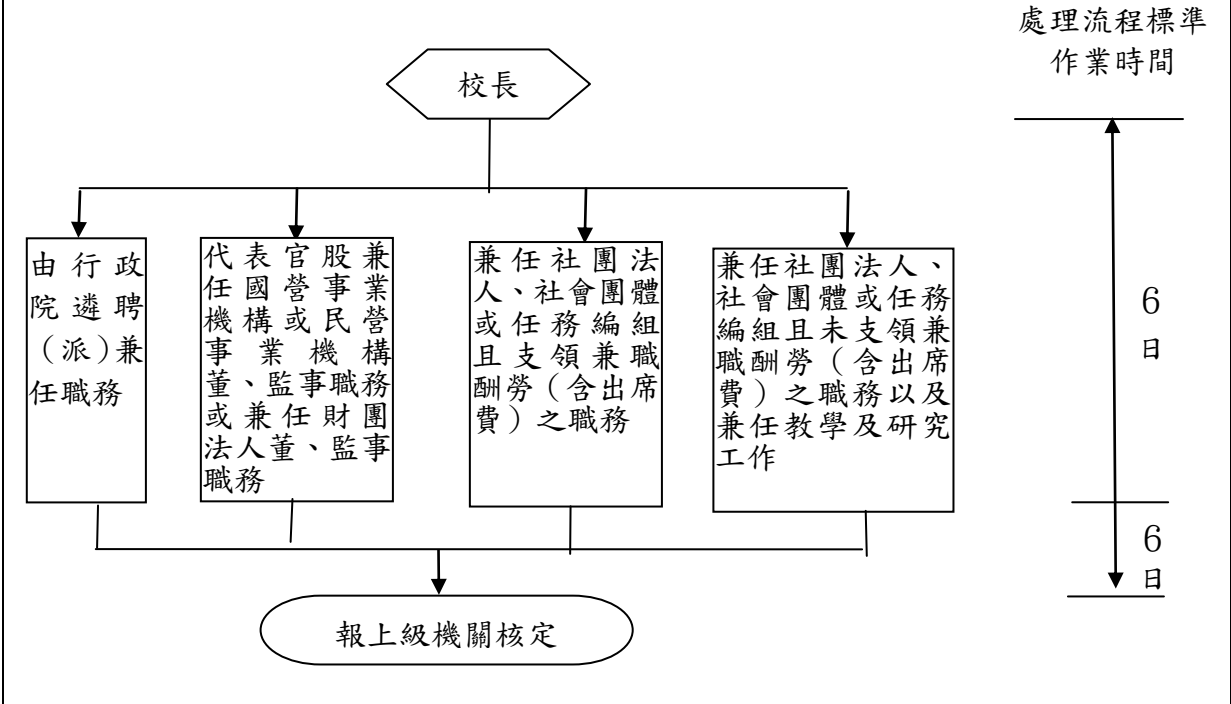 處理流程標準
作業時間
校長
由行政
院遴聘
（派）兼
任職務
代表官股兼
任國營事業
機構或民營
事業機構
董、監事職務
或兼任財團
法人董、監事
職務
兼任社團法
人、社會團體
或任務編組
且支領兼職
酬勞（含出席
費）之職務
兼任社團法人、
社會團體或任務
編組且未支領兼
職酬勞（含出席
費）之職務以及
兼任教學及研究
工作
6
日
6
日
報上級機關核定